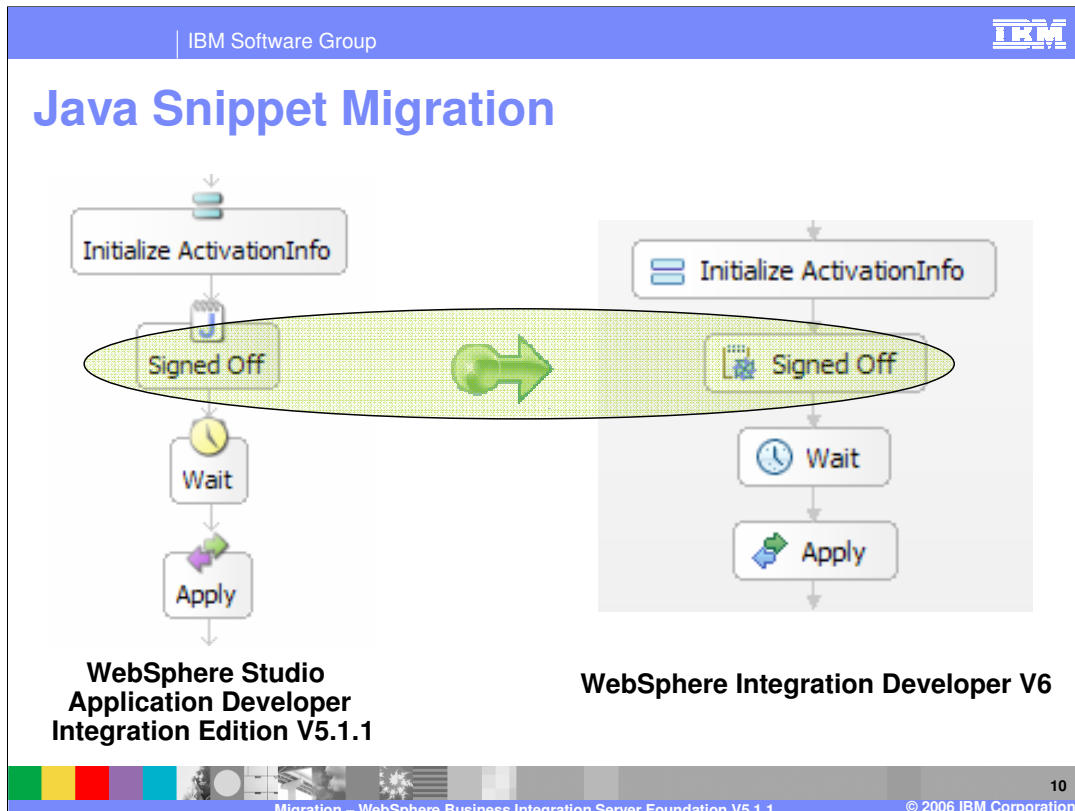 IBM Software Group
IBM
Java Snippet Migration
Initialize ActivationInfo
Signed Off
Wait
Apply
WebSphere Studio
Application Developer
Integration Edition V5.1.1
Initialize ActivationInfo
Signed Off
Wait
Apply
WebSphere Integration Developer V6
10
Migration – WebSphere Business Integration Server Foundation V5.1.1
© 2006 IBM Corporation